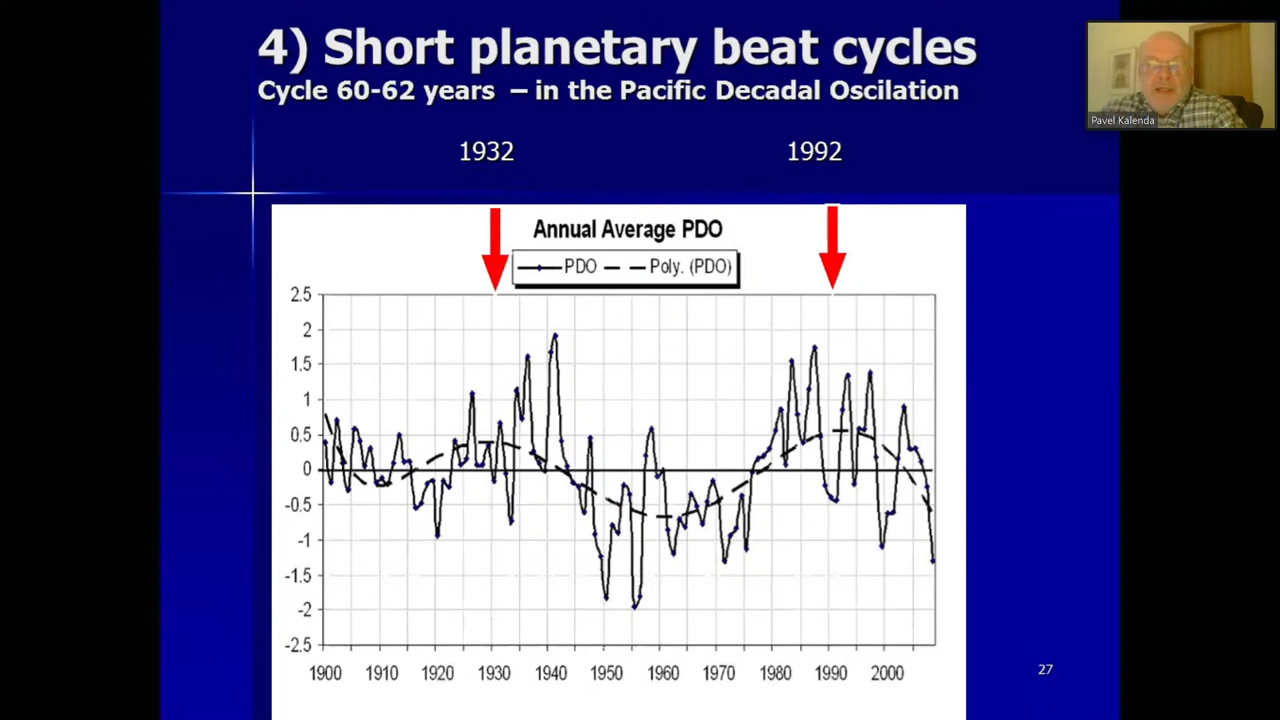 4) Short planetary beat cycles
Cycle 60-62 years – in the Pacific Decadal Oscilation
Pavel Kalenda
1932 1992
Annual Average PDO
PDO Poly. (PDO)
2.5
2
1.5
1
0.5
0
-0.5
-1
-1.5
-2
-2.5
1900 1910 1920 1930 1940 1950 1960 1970 1980 1990 2000
27